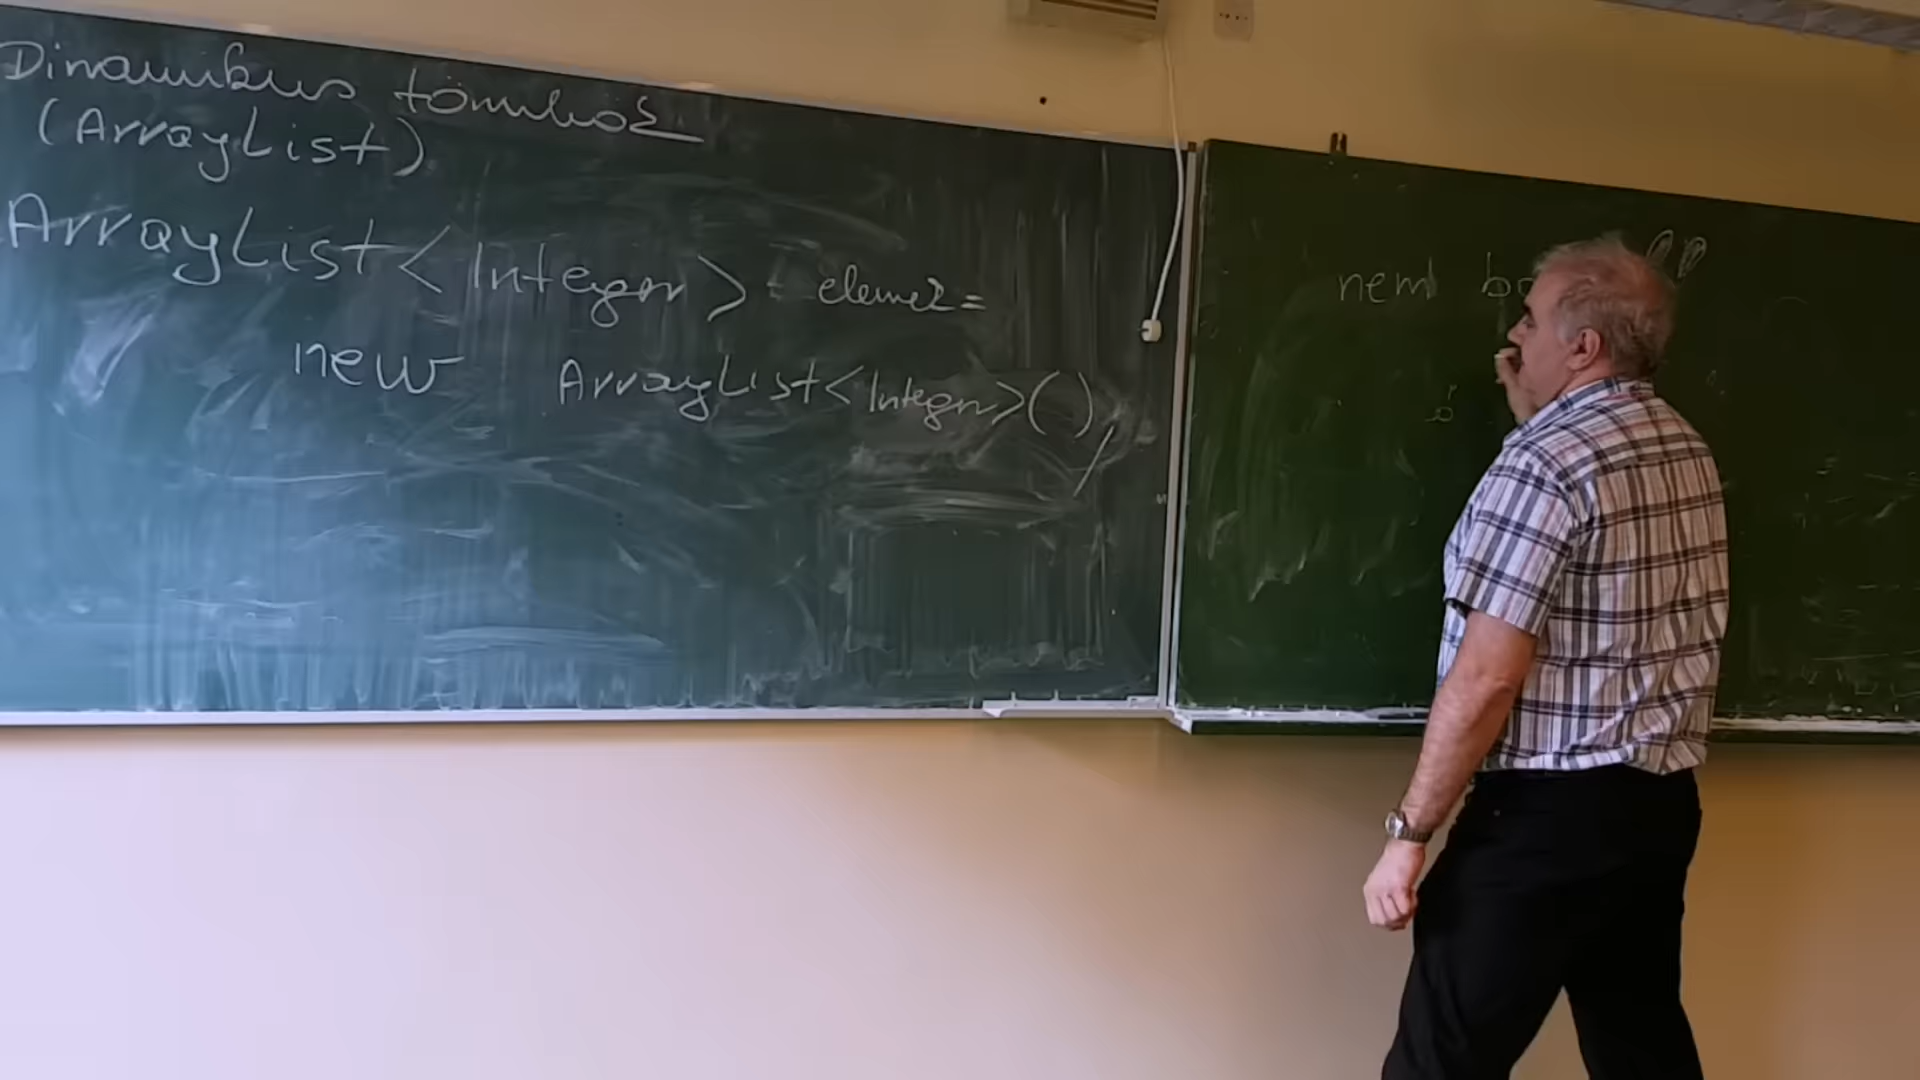 Dinamikus tömbök
(ArrayList)
ArrayList<Integer> elemek=
new ArrayList<Integer>();
nem